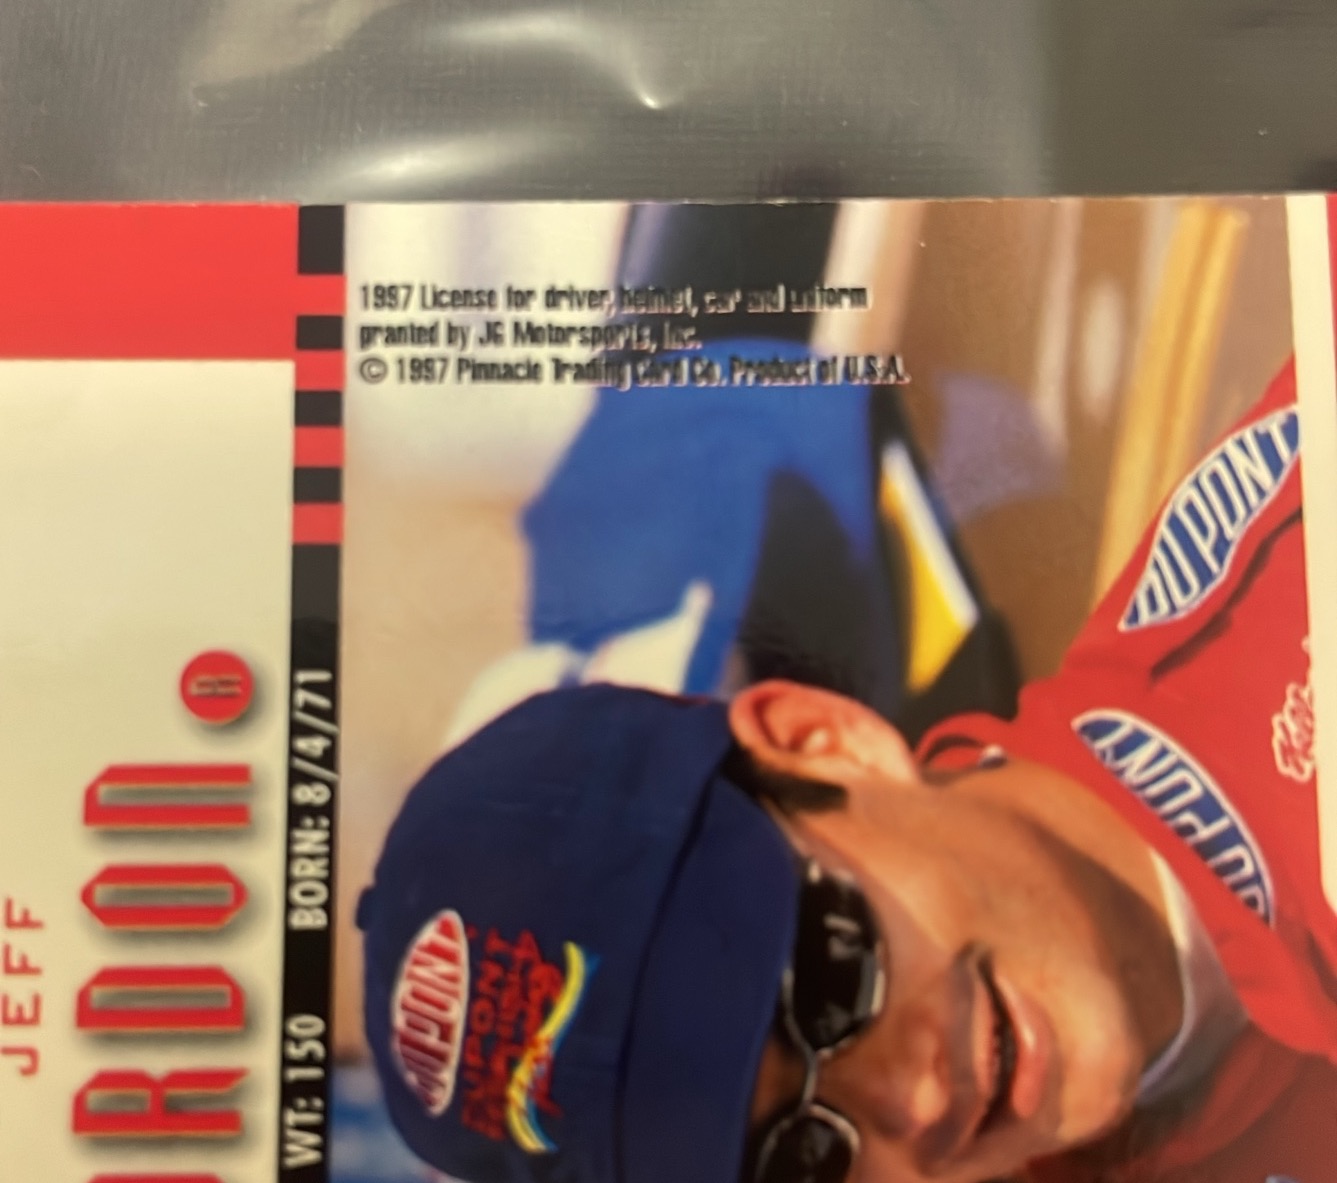 1997 License for driver, helmet, car and uniform
granted by JG Motorsports, Inc.
© 1997 Pinnacle Trading Card Co. Product of U.S.A.
JEFF
ORDON
WT: 150 BORN: 8/4/71
DUPONT
DUPONT
DUPONT